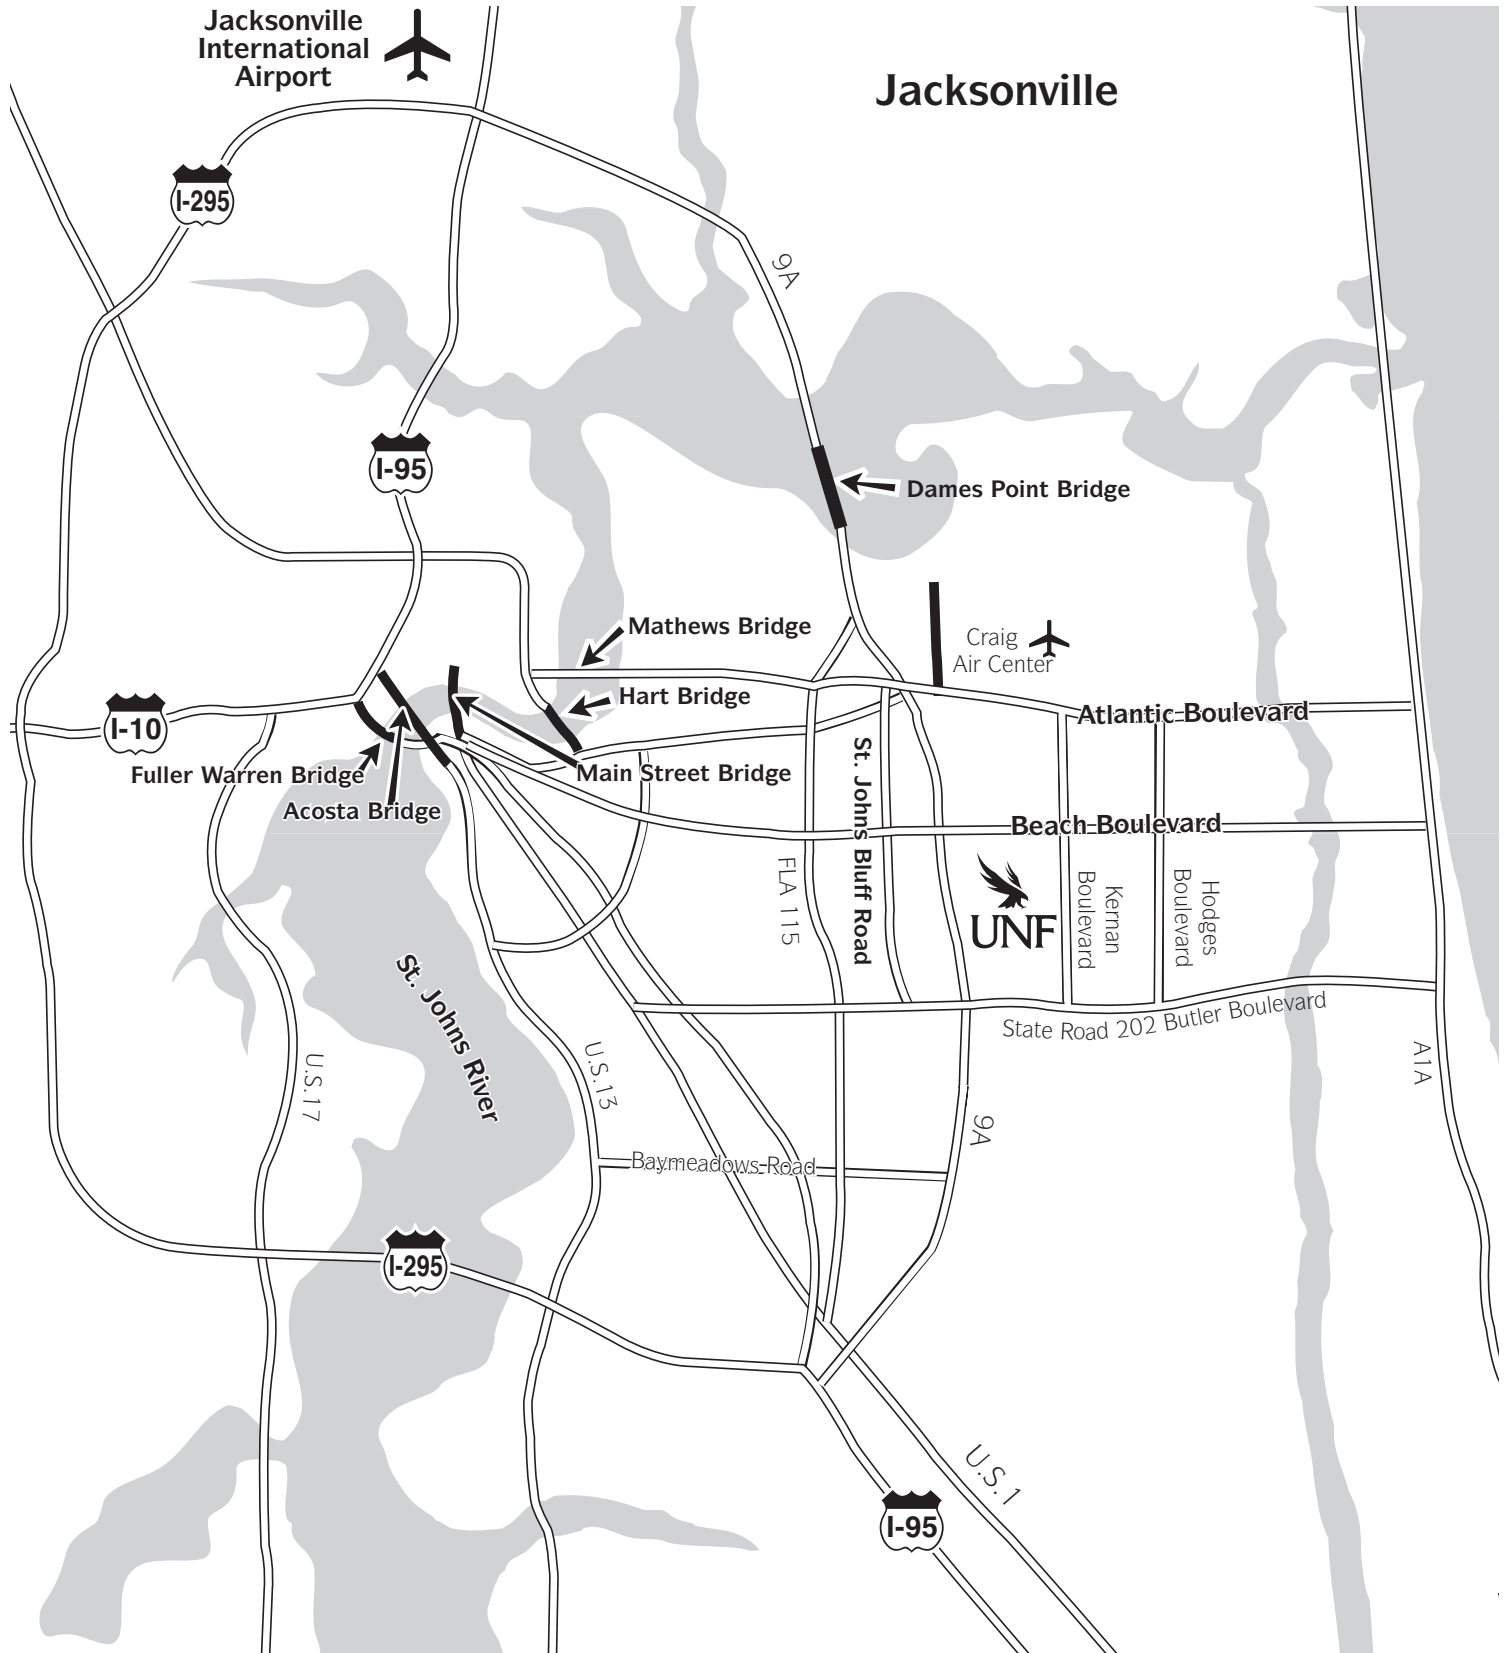 Jacksonville
International
Airport
Jacksonville
I-295
9A
I-95
Dames Point Bridge
Mathews Bridge
Craig
Air Center
Hart Bridge
I-10
Atlantic Boulevard
Fuller Warren Bridge
Main Street Bridge
Acosta Bridge
St. Johns Bluff Road
Beach Boulevard
FLA 115
UNF
Kernan
Boulevard
Hodges
Boulevard
St. Johns River
State Road 202 Butler Boulevard
U.S.17
U.S.13
A1A
9A
Baymeadows Road
I-295
U.S.1
I-95